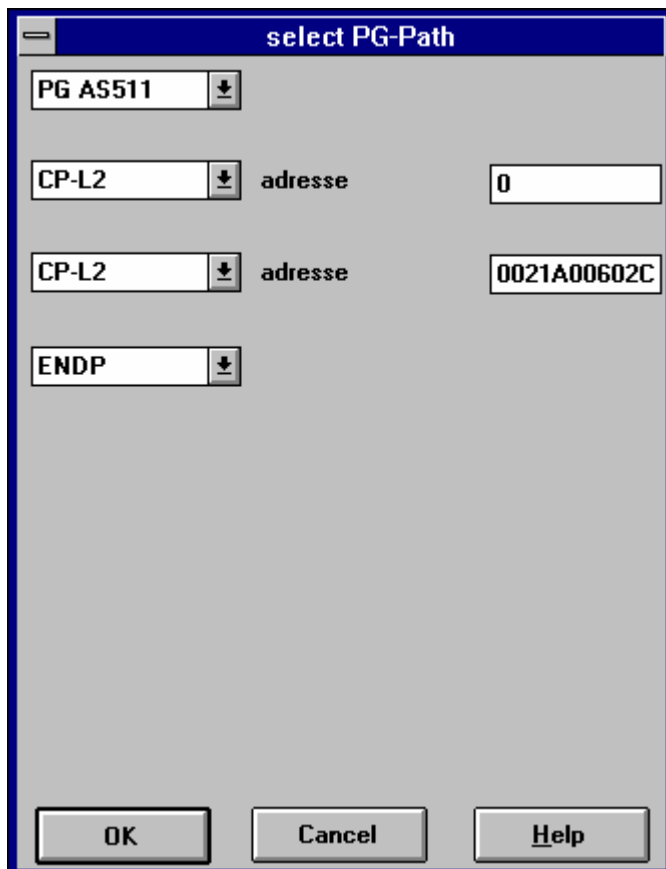 select PG-Path
PG AS511
CP-L2 adresse 0
CP-L2 adresse 0021A00602C
ENDP
OK Cancel Help